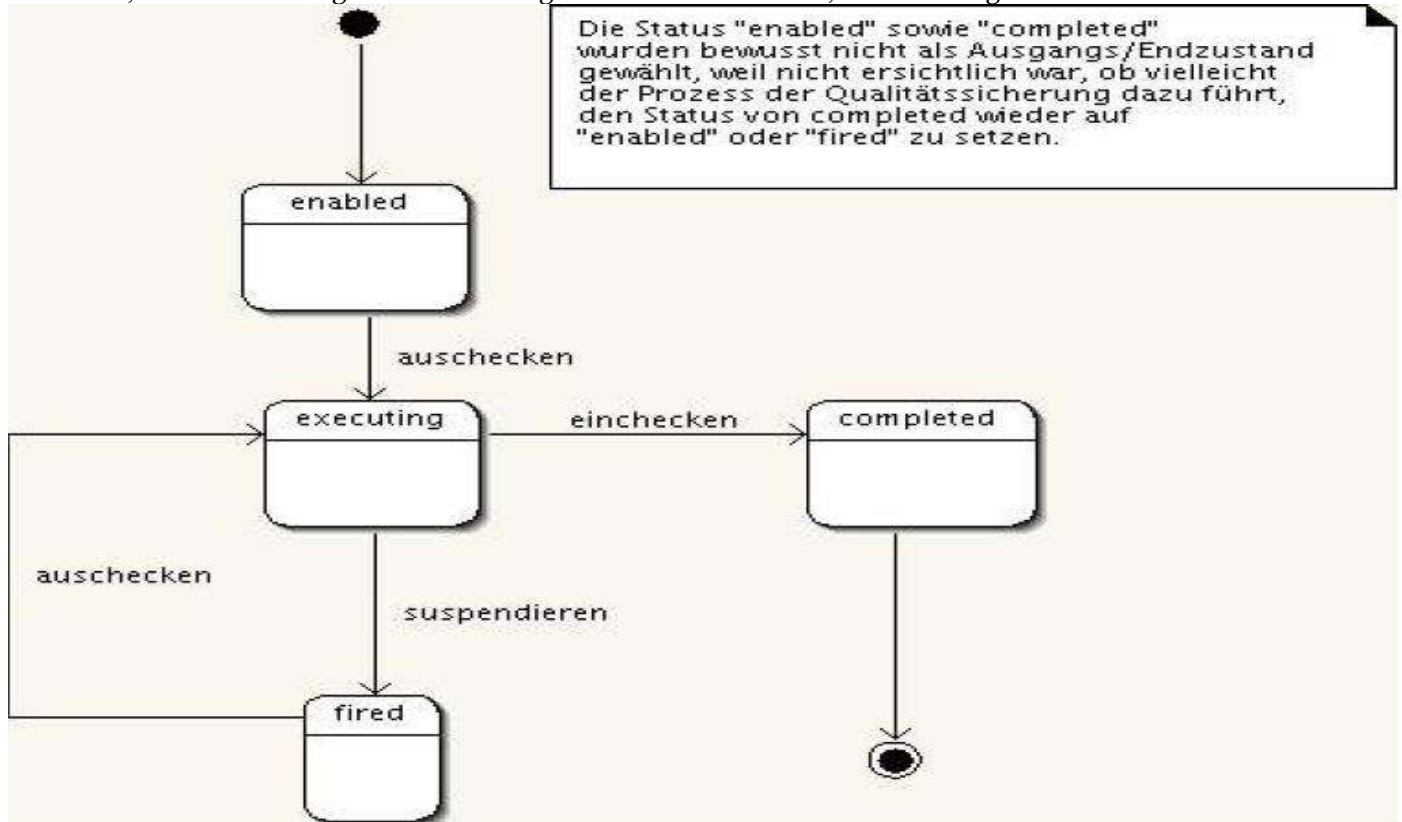 Die Status "enabled" sowie "completed"
wurden bewusst nicht als Ausgangs/Endzustand
gewählt, weil nicht ersichtlich war, ob vielleicht
der Prozess der Qualitätssicherung dazu führt,
den Status von completed wieder auf
"enabled" oder "fired" zu setzen.
enabled
auschecken
executing
einchecken
completed
auschecken
suspendieren
fired